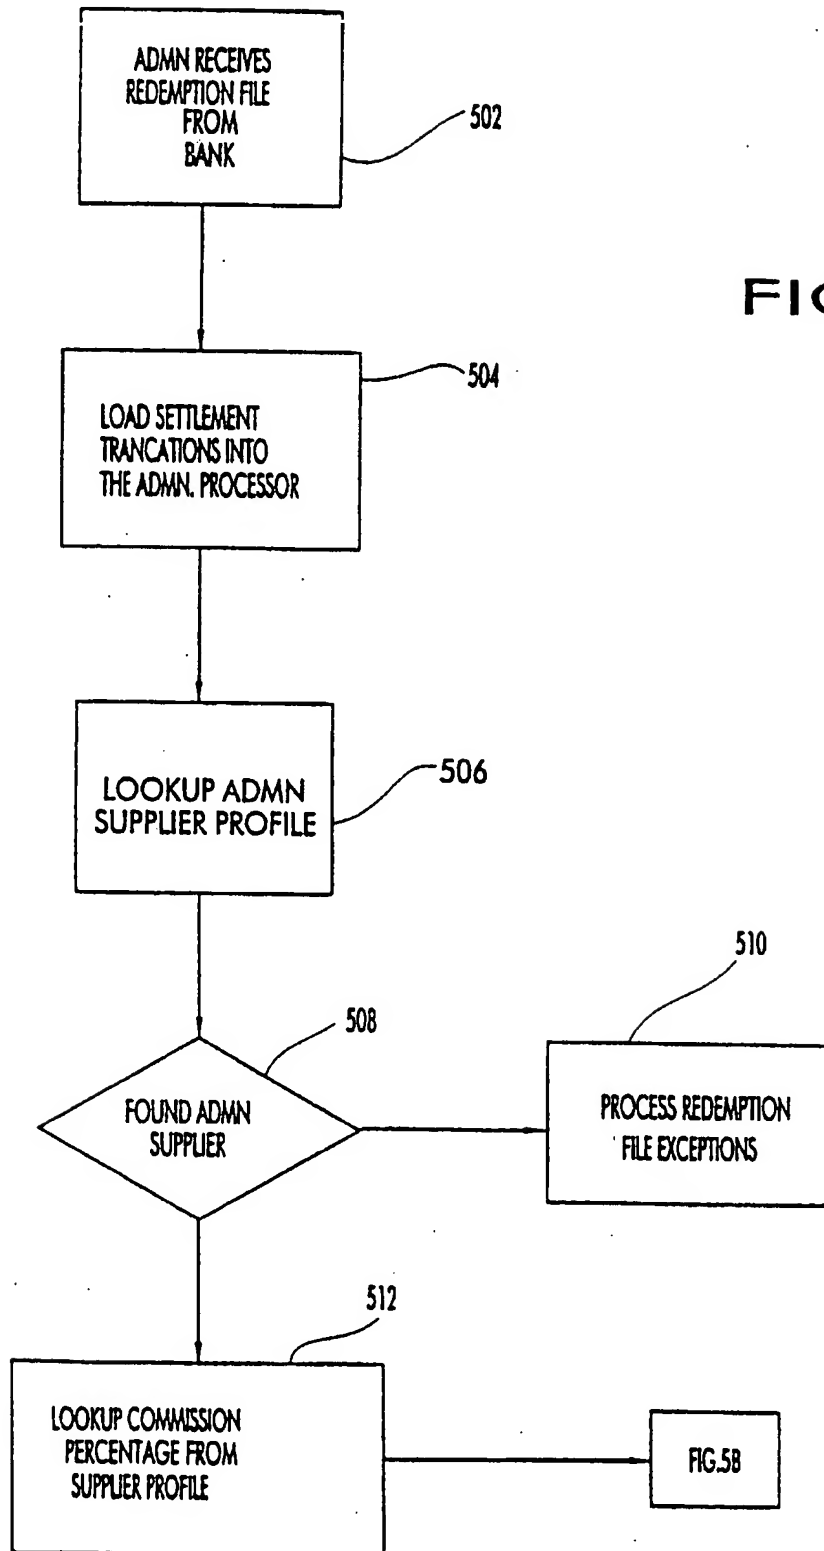 ADMN RECEIVES
REDEMPTION FILE
FROM
BANK
502
FIG
504
LOAD SETTLEMENT
TRANCATIONS INTO
THE ADMN. PROCESSOR
LOOKUP ADMN
SUPPLIER PROFILE
506
510
508
FOUND ADMN
SUPPLIER
PROCESS REDEMPTION
FILE EXCEPTIONS
512
LOOKUP COMMISSION
PERCENTAGE FROM
SUPPLIER PROFILE
FIG.5B